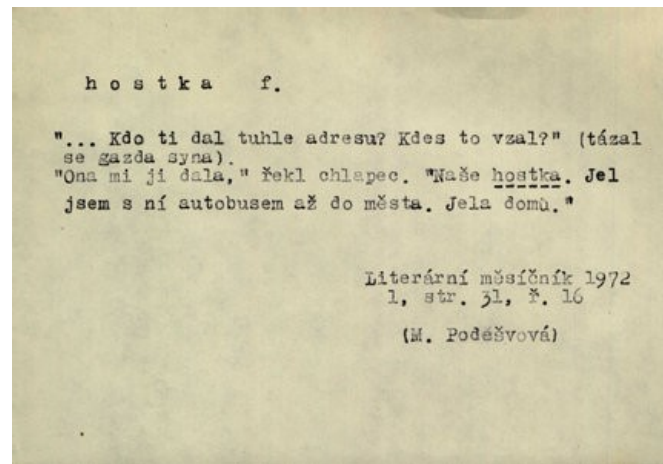 hostka f.
"... Kdo ti dal tuhle adresu? Kdes to vzal?" (tázal
se gazda syna).
"Ona mi ji dala," řekl chlapec. "Naše hostka. Jel
jsem s ní autobusem až do města. Jela domů."
Literární měsíčník 1972
1, str. 31, ř. 16
(M. Podešvová)